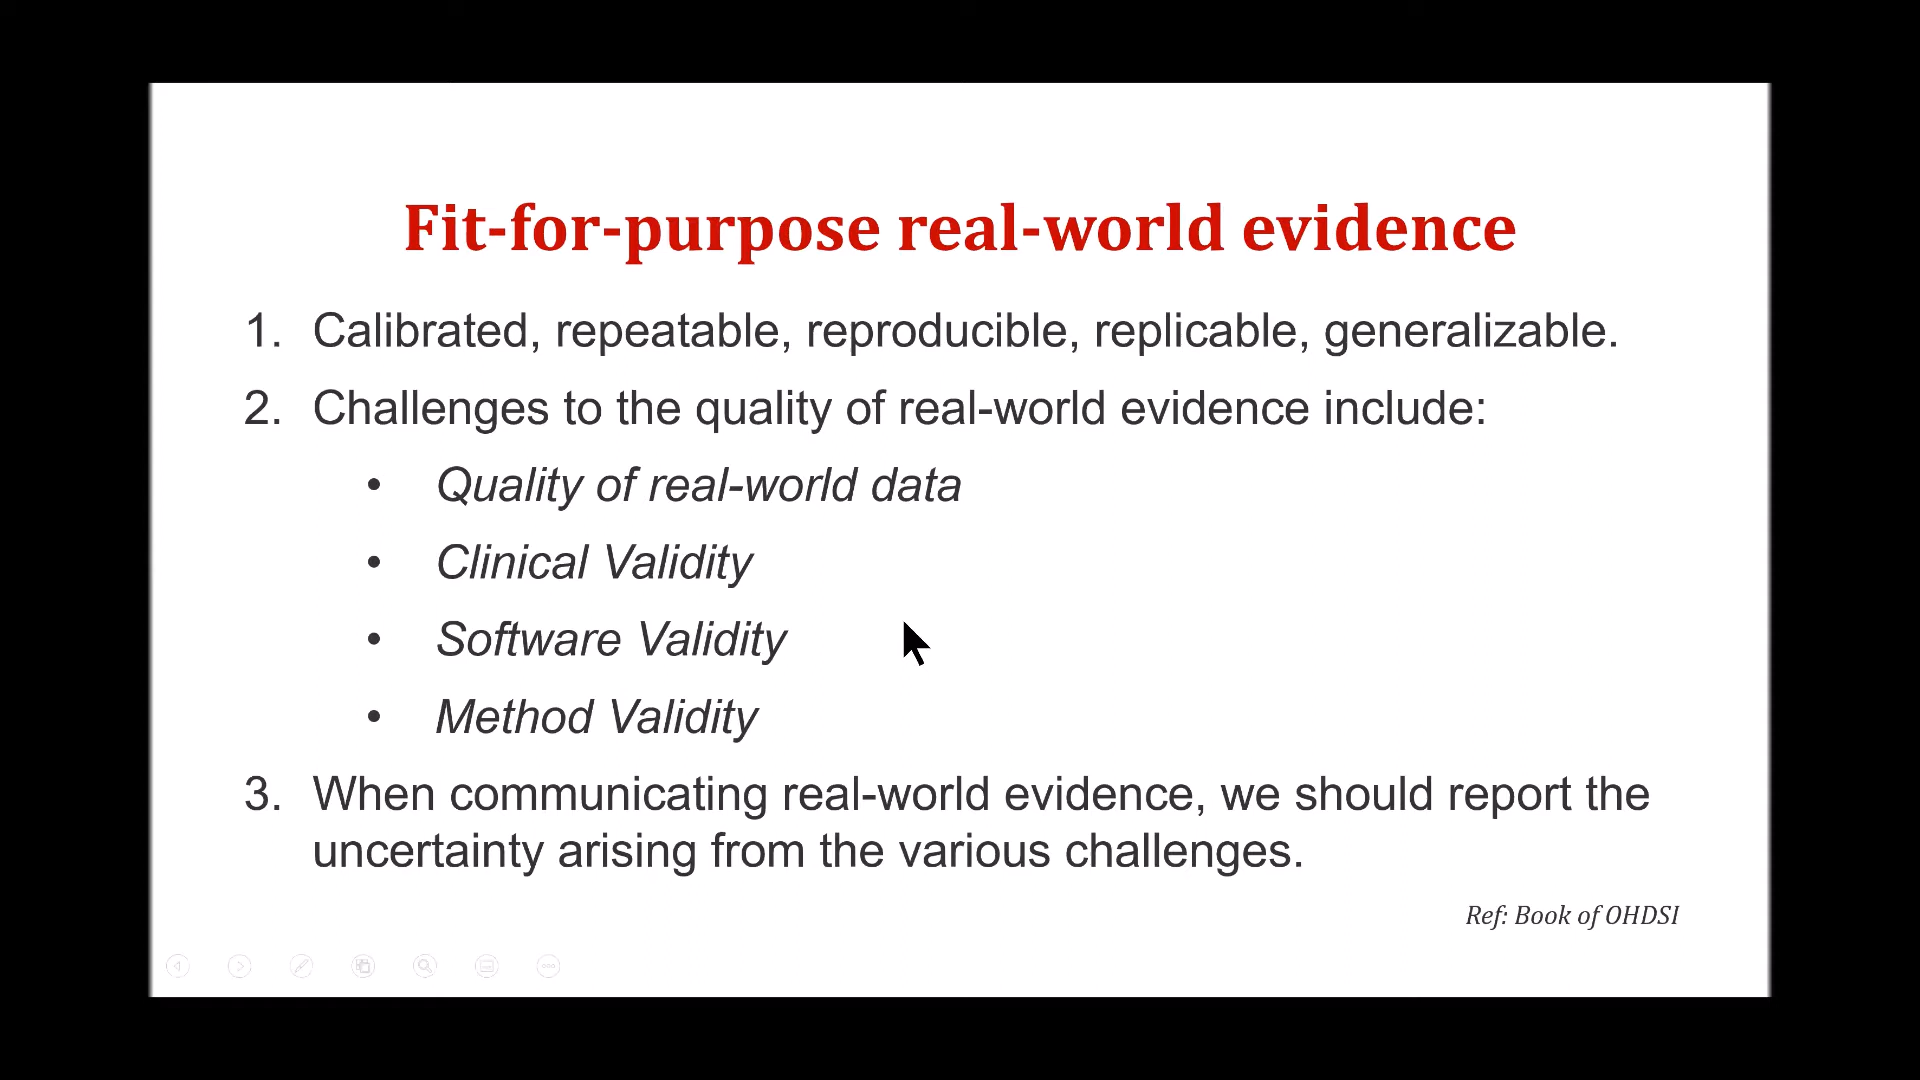 Fit-for-purpose real-world evidence
1. Calibrated, repeatable, reproducible, replicable, generalizable.
2. Challenges to the quality of real-world evidence include:
• Quality of real-world data
• Clinical Validity
• Software Validity
• Method Validity
3. When communicating real-world evidence, we should report the
uncertainty arising from the various challenges.
Ref: Book of OHDSI